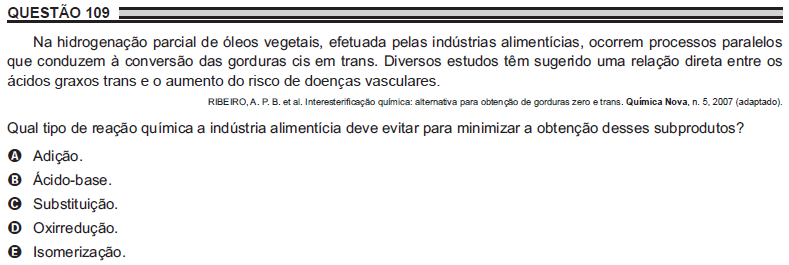 QUESTÃO 109
Na hidrogenação parcial de óleos vegetais, efetuada pelas indústrias alimentícias, ocorrem processos paralelos
que conduzem à conversão das gorduras cis em trans. Diversos estudos têm sugerido uma relação direta entre os
ácidos graxos trans e o aumento do risco de doenças vasculares.
RIBEIRO, A. P. B. et al. Interesterificação química: alternativa para obtenção de gorduras zero e trans. Química Nova, n. 5, 2007 (adaptado).
Qual tipo de reação química a indústria alimentícia deve evitar para minimizar a obtenção desses subprodutos?
A Adição.
B Ácido-base.
C Substituição.
D Oxirredução.
E Isomerização.